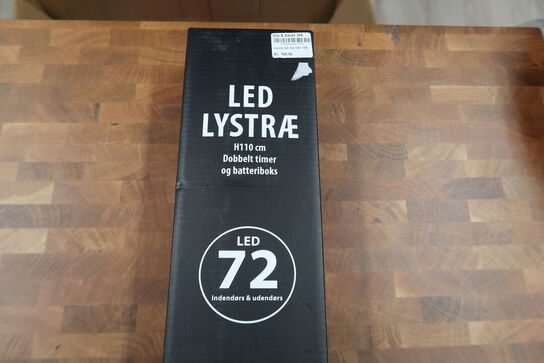 LED
LYSTRÆ
H110 cm
Dobbelt timer
og batteriboks
LED
72
Indendørs & udendørs